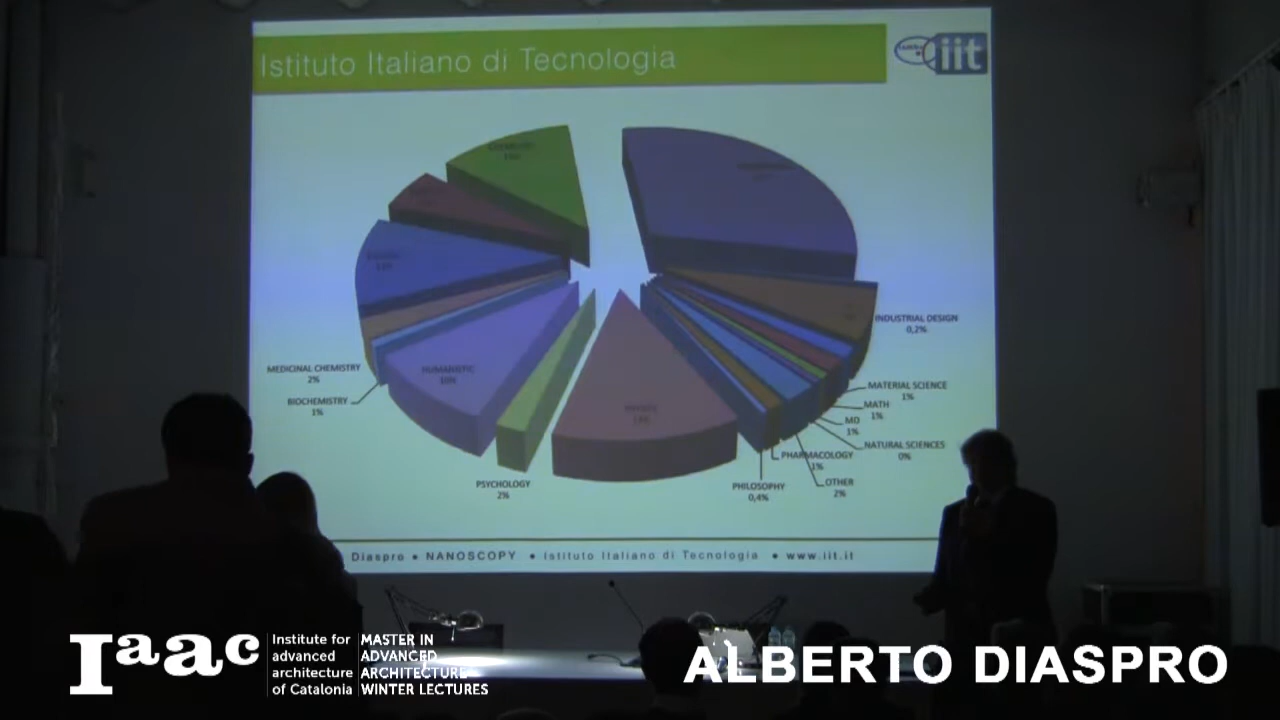 Istituto Italiano di Tecnologia
iit
INDUSTRIAL DESIGN
0,2%
MEDICINAL CHEMISTRY
2%
HUMANISTIC
10%
BIOCHEMISTRY
1%
MATERIAL SCIENCE
1%
MATH
1%
MD
1%
NATURAL SCIENCES
0%
PHARMACOLOGY
1%
PSYCHOLOGY
2%
PHILOSOPHY
0,4%
OTHER
2%
Diaspro • NANOSCOPY • Istituto Italiano di Tecnologia • www.iit.it
Iaac
Institute for
advanced
architecture
of Catalonia
MASTER IN
ADVANCED
ARCHITECTURE
WINTER LECTURES
ALBERTO DIASPRO